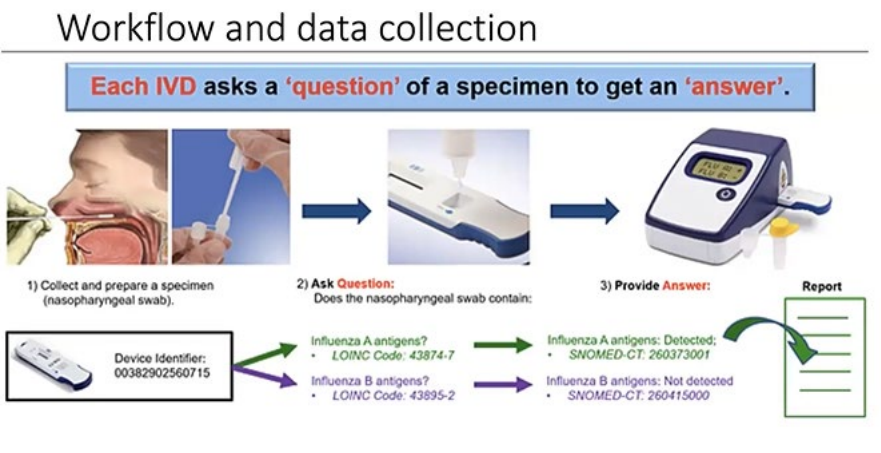 Workflow and data collection
Each IVD asks a ‘question’ of a specimen to get an ‘answer’.
FLU A: +
FLU B: -
1) Collect and prepare a specimen
(nasopharyngeal swab).
2) Ask Question:
Does the nasopharyngeal swab contain:
3) Provide Answer:
Report
Device Identifier:
00382902560715
Influenza A antigens?
• LOINC Code: 43874-7
Influenza A antigens: Detected;
• SNOMED-CT: 260373001
Influenza B antigens?
• LOINC Code: 43895-2
Influenza B antigens: Not detected
• SNOMED-CT: 260415000